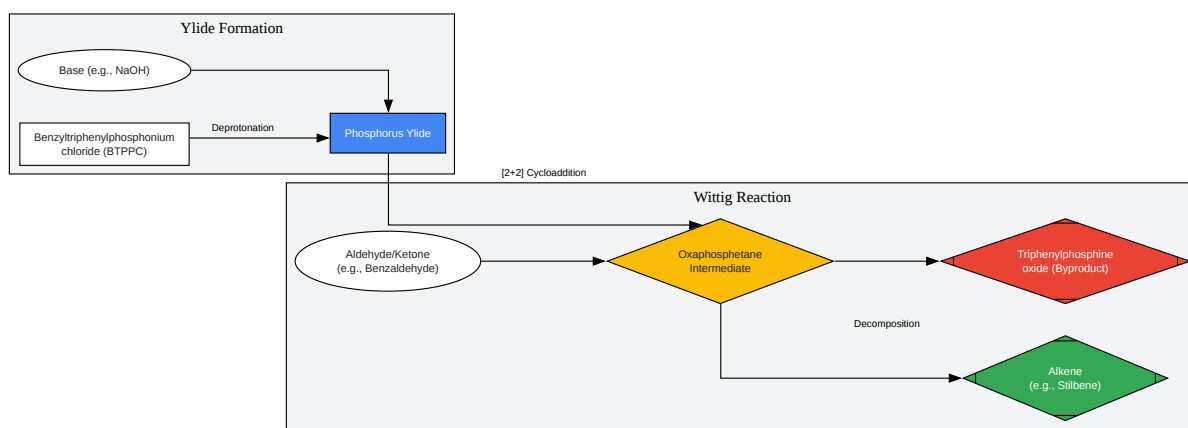 Ylide Formation
Base (e.g., NaOH)
Benzyltriphenylphosphonium
chloride (BTPPC)
Deprotonation
Phosphorus Ylide
[2+2] Cycloaddition
Wittig Reaction
Aldehyde/Ketone
(e.g., Benzaldehyde)
Oxaphosphetane
Intermediate
Triphenylphosphine
oxide (Byproduct)
Decomposition
Alkene
(e.g., Stilbene)